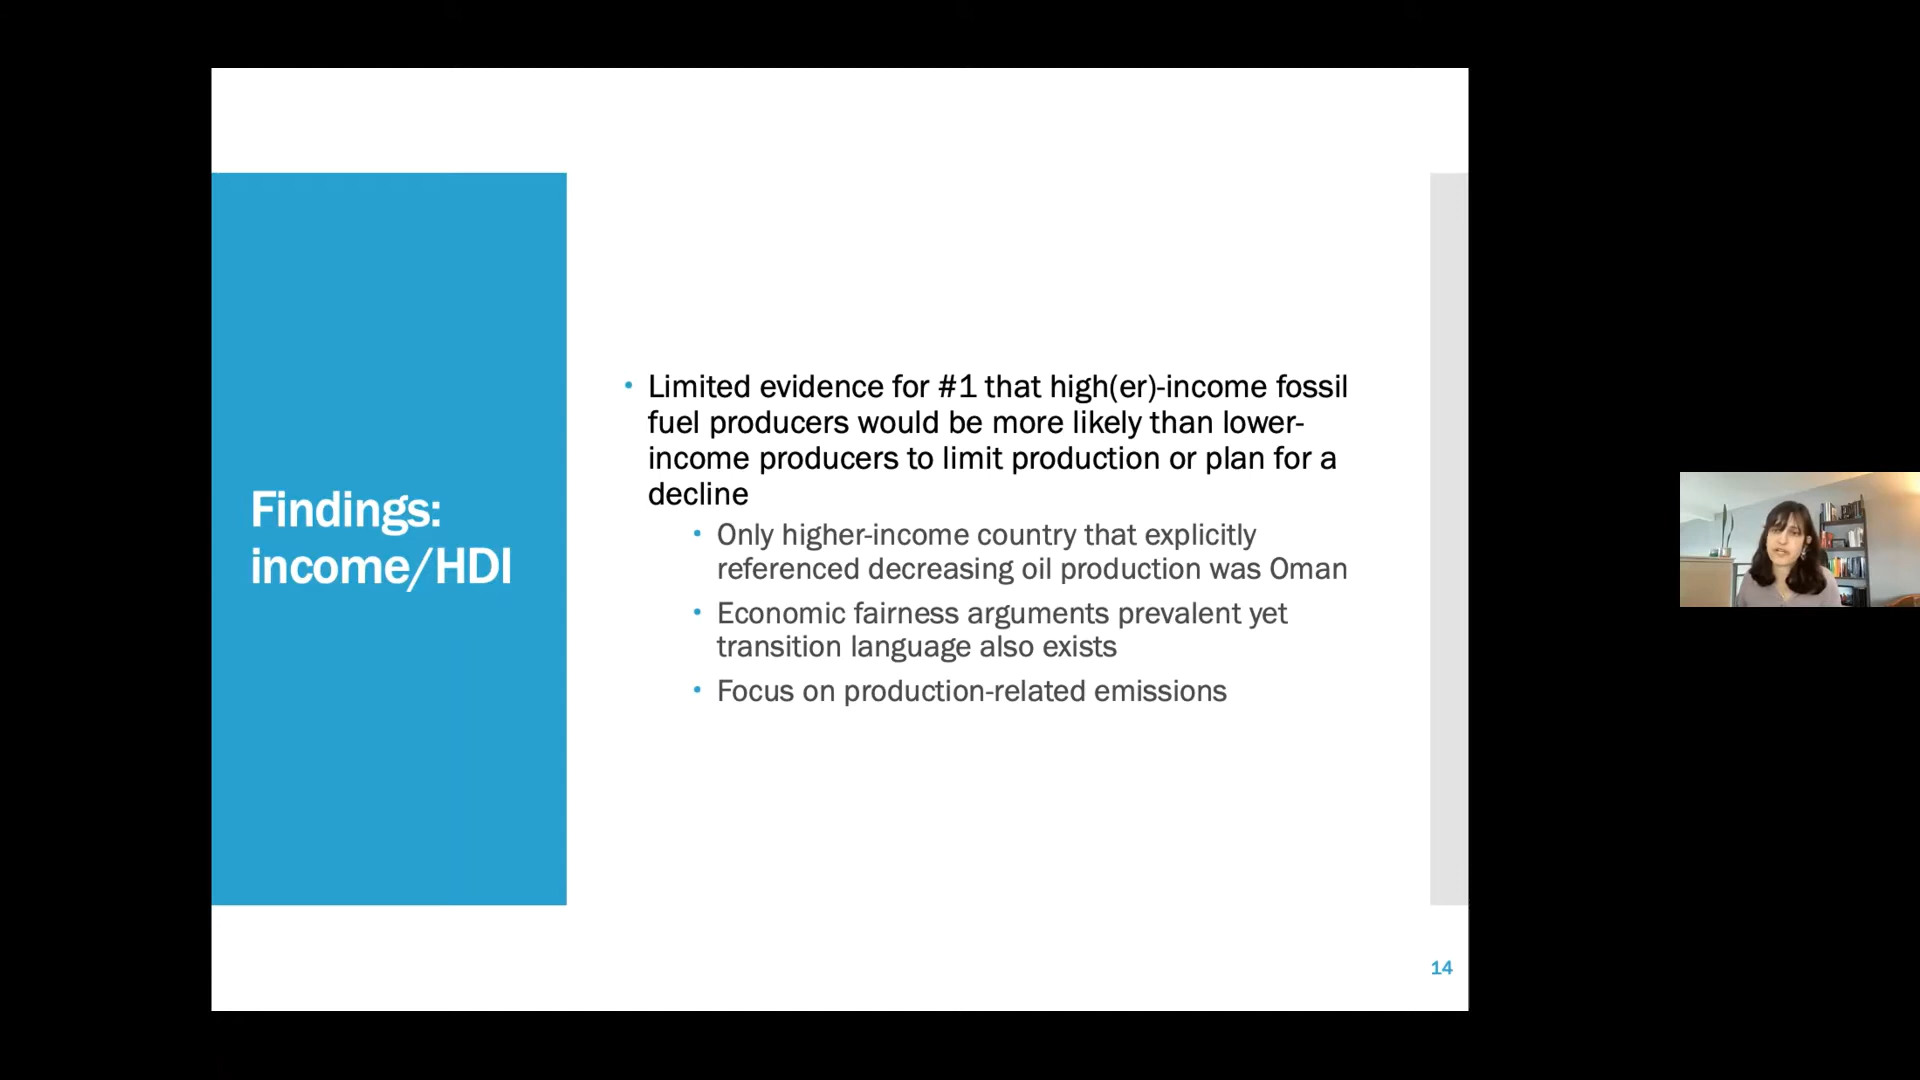 Findings:
income/HDI
• Limited evidence for #1 that high(er)-income fossil
fuel producers would be more likely than lower-
income producers to limit production or plan for a
decline
• Only higher-income country that explicitly
referenced decreasing oil production was Oman
• Economic fairness arguments prevalent yet
transition language also exists
• Focus on production-related emissions
14